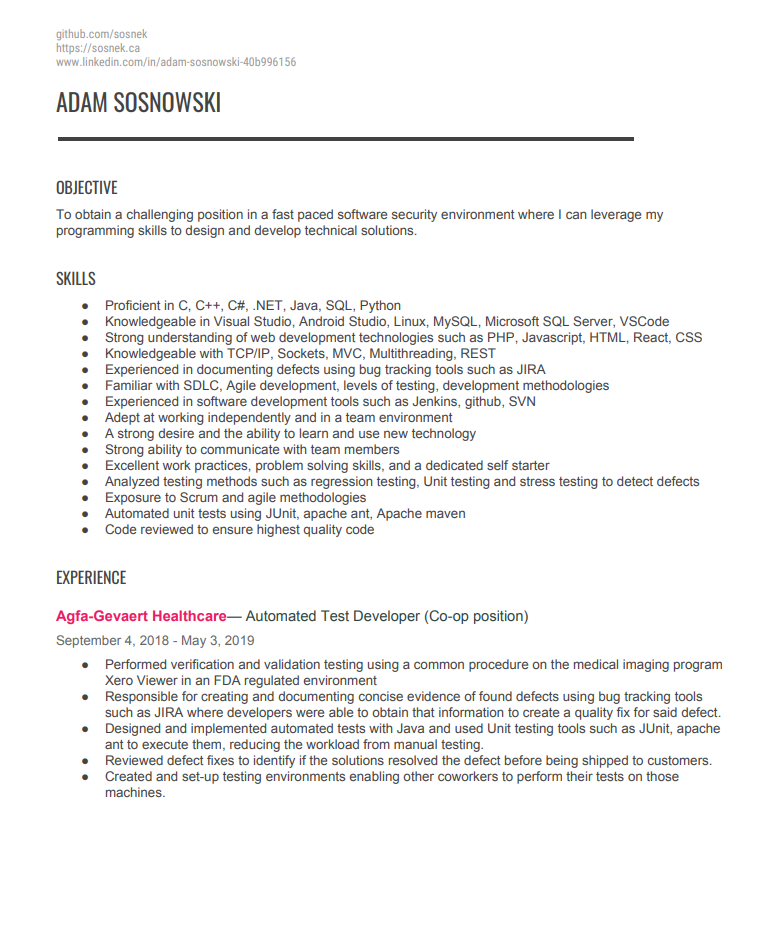 github.com/sosnek
https://sosnek.ca
www.linkedin.com/in/adam-sosnowski-40b996156
ADAM SOSNOWSKI
OBJECTIVE
To obtain a challenging position in a fast paced software security environment where I can leverage my
programming skills to design and develop technical solutions.
SKILLS
● Proficient in C, C++, C#, .NET, Java, SQL, Python
● Knowledgeable in Visual Studio, Android Studio, Linux, MySQL, Microsoft SQL Server, VSCode
● Strong understanding of web development technologies such as PHP, Javascript, HTML, React, CSS
● Knowledgeable with TCP/IP, Sockets, MVC, Multithreading, REST
● Experienced in documenting defects using bug tracking tools such as JIRA
● Familiar with SDLC, Agile development, levels of testing, development methodologies
● Experienced in software development tools such as Jenkins, github, SVN
● Adept at working independently and in a team environment
● A strong desire and the ability to learn and use new technology
● Strong ability to communicate with team members
● Excellent work practices, problem solving skills, and a dedicated self starter
● Analyzed testing methods such as regression testing, Unit testing and stress testing to detect defects
● Exposure to Scrum and agile methodologies
● Automated unit tests using JUnit, apache ant, Apache maven
● Code reviewed to ensure highest quality code
EXPERIENCE
Agfa-Gevaert Healthcare— Automated Test Developer (Co-op position)
September 4, 2018 - May 3, 2019
● Performed verification and validation testing using a common procedure on the medical imaging program
Xero Viewer in an FDA regulated environment
● Responsible for creating and documenting concise evidence of found defects using bug tracking tools
such as JIRA where developers were able to obtain that information to create a quality fix for said defect.
● Designed and implemented automated tests with Java and used Unit testing tools such as JUnit, apache
ant to execute them, reducing the workload from manual testing.
● Reviewed defect fixes to identify if the solutions resolved the defect before being shipped to customers.
● Created and set-up testing environments enabling other coworkers to perform their tests on those
machines.